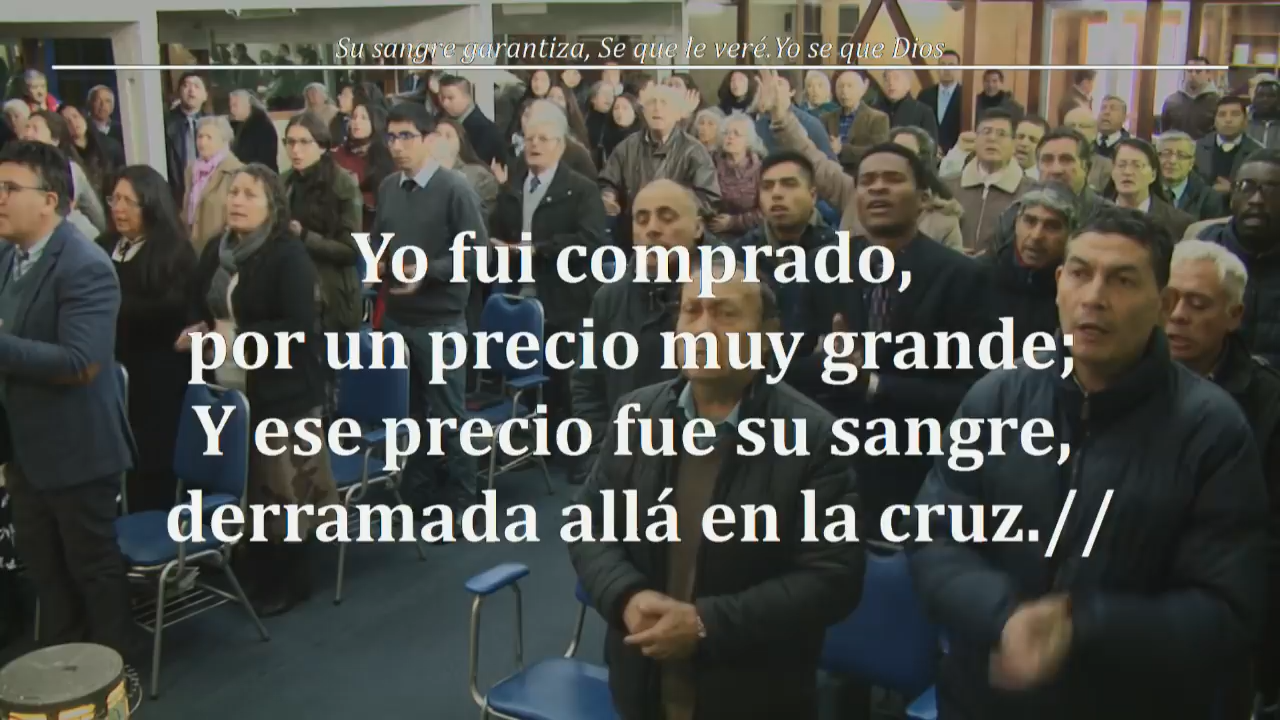 Su sangre garantiza, Se que le veré.Yo se que Dios
Yo fui comprado,
por un precio muy grande;
Y ese precio fue su sangre,
derramada allá en la cruz.//